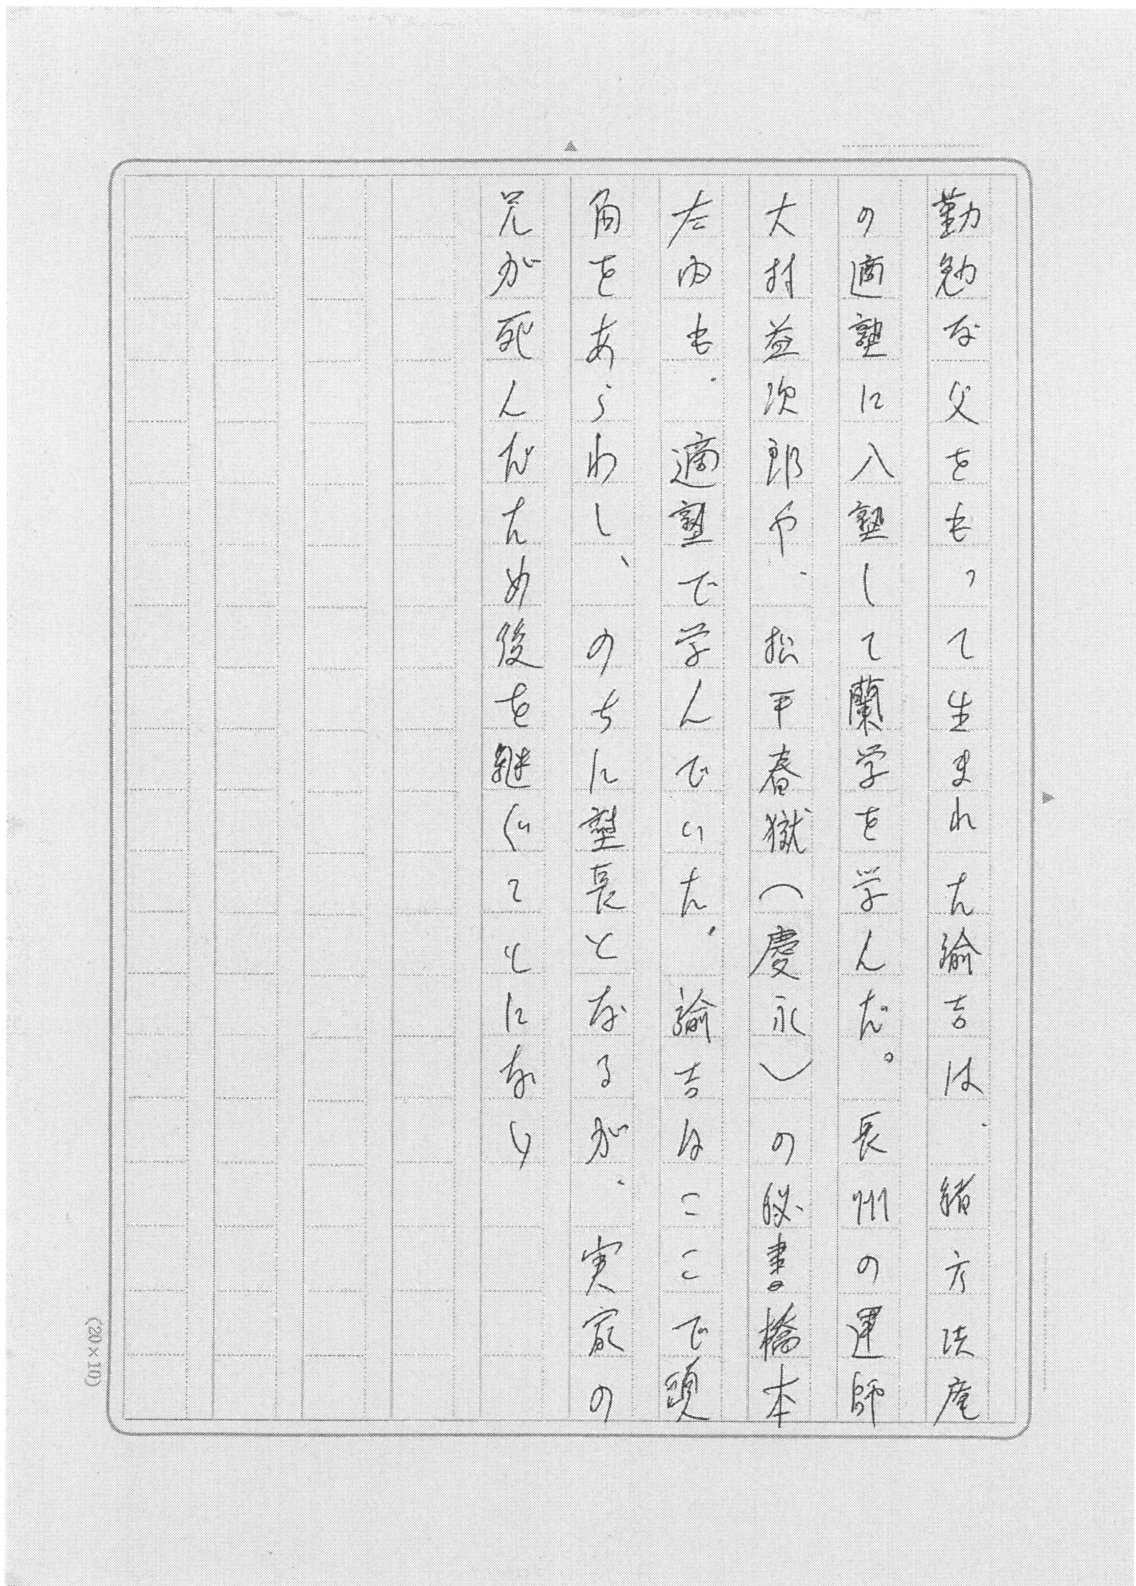 勤勉な父をもって生まれた諭吉は、緒方洪庵
の適塾に入塾して蘭学を学んだ。長州の運師
大村益次郎や、松平春獄(慶永)の秘書橋本
左内も、適塾で学んでいた。諭吉はここで頭
角をあらわし、のちに塾長となるが、実家の
兄が死んだため後を継ぐことになり
(20×10)